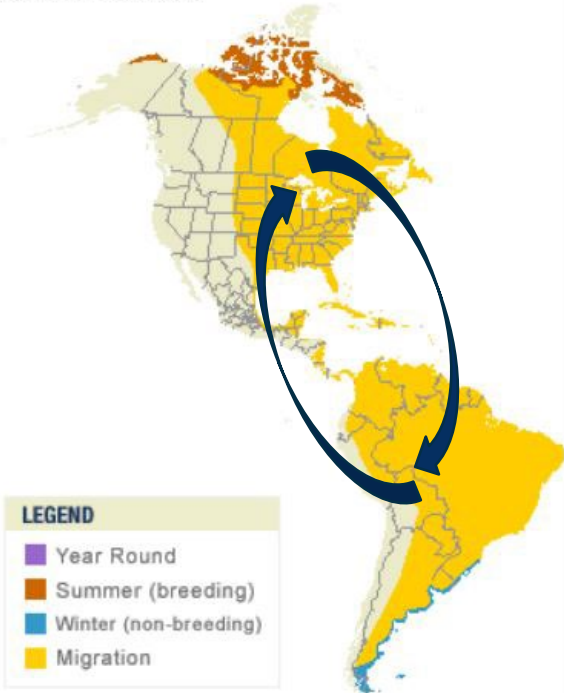 LEGEND
Year Round
Summer (breeding)
Winter (non-breeding)
Migration